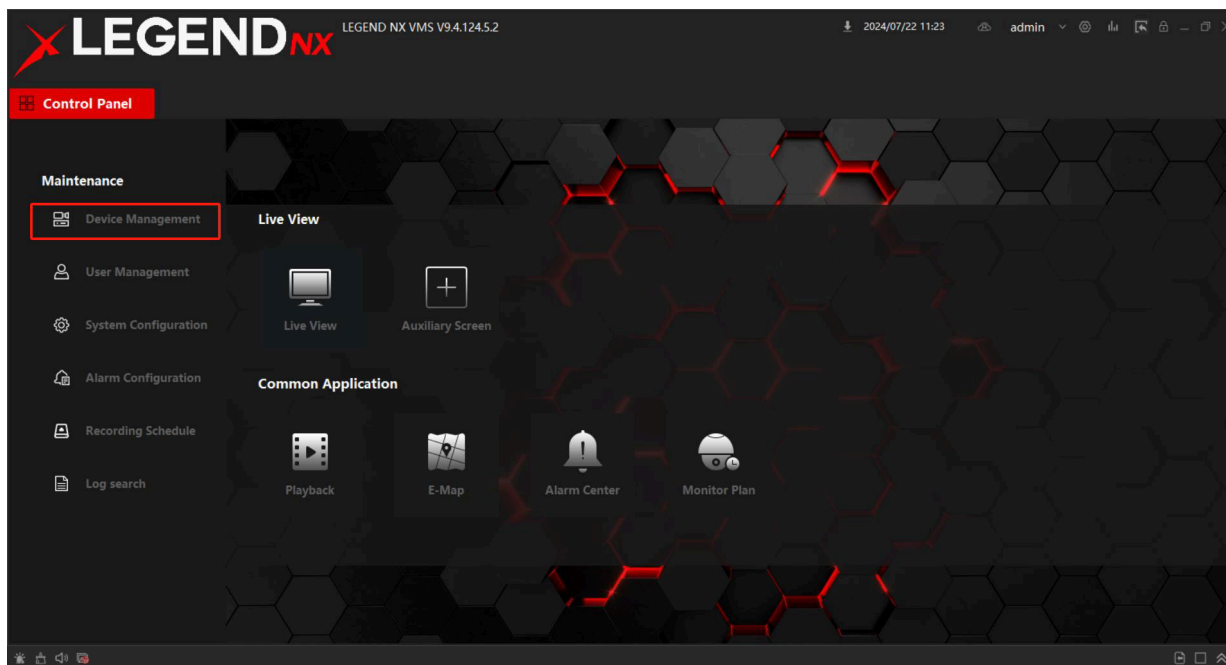 LEGEND NX
LEGEND NX VMS V9.4.124.5.2
2024/07/22 11:23
admin
Control Panel
Maintenance
Device Management
User Management
System Configuration
Alarm Configuration
Recording Schedule
Log search
Live View
Live View
Auxiliary Screen
Common Application
Playback
E-Map
Alarm Center
Monitor Plan